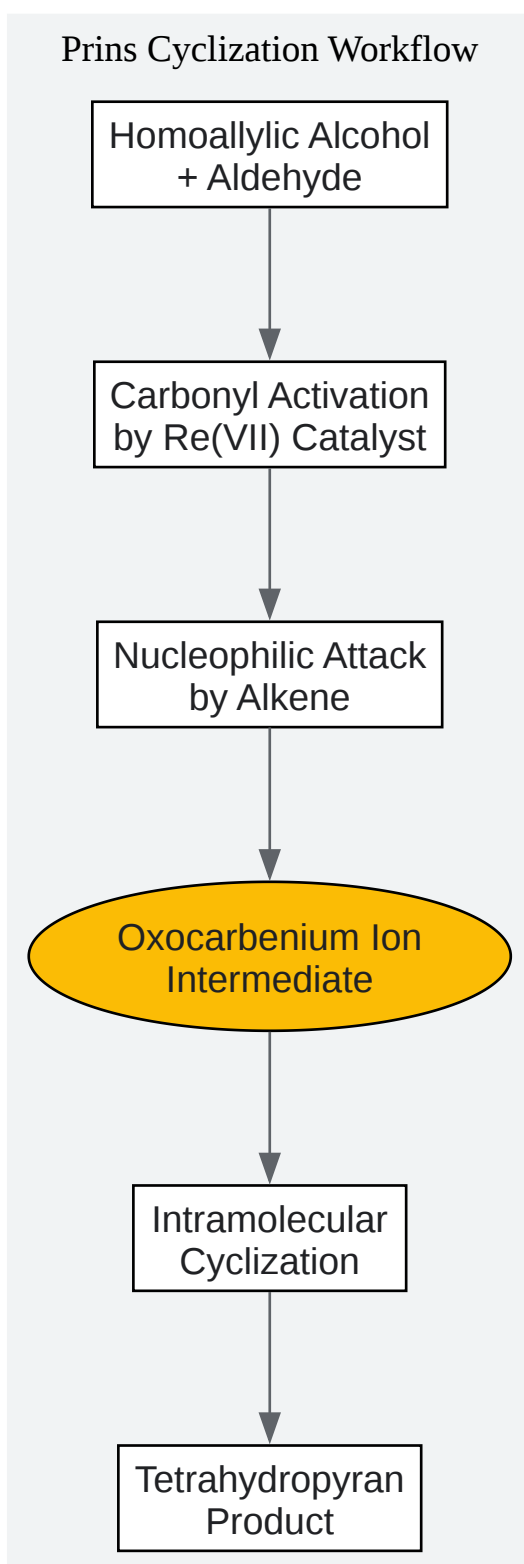 Prins Cyclization Workflow
Homoallylic Alcohol
+ Aldehyde
Carbonyl Activation
by Re(VII) Catalyst
Nucleophilic Attack
by Alkene
Oxocarbenium Ion
Intermediate
Intramolecular
Cyclization
Tetrahydropyran
Product